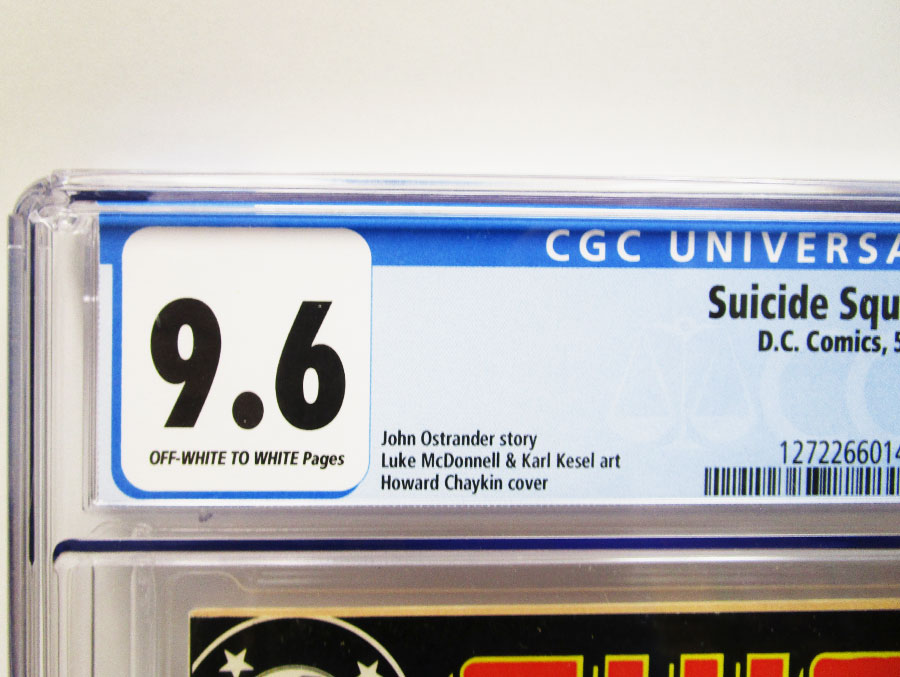 CGC UNIVERSA
9.6
Suicide Squ
D.C. Comics, 5
OFF-WHITE TO WHITE Pages
John Ostrander story
Luke McDonnell & Karl Kesel art
Howard Chaykin cover
1272266014